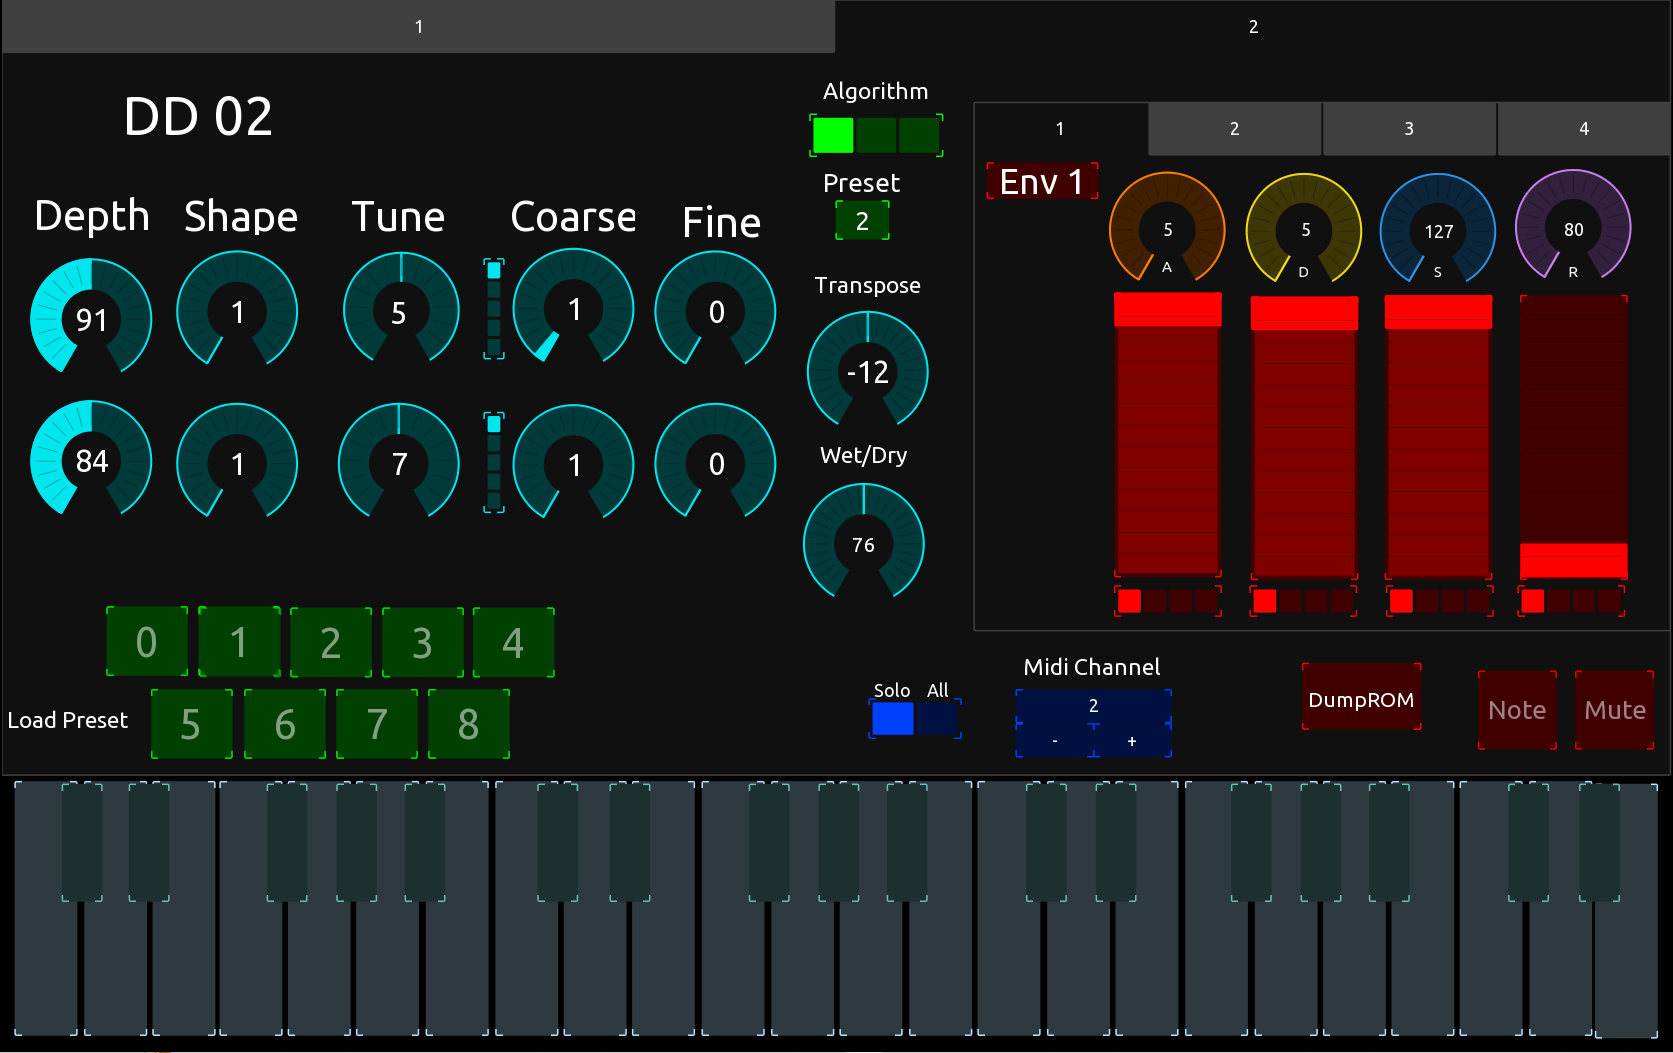 1 2
DD 02
Algorithm
Preset
2
1 2 3 4
Env 1
Depth Shape Tune Coarse Fine
91 1 5 1 0
84 1 7 1 0
Transpose
-12
Wet/Dry
76
5 5 127 80
A D S R
0 1 2 3 4
Load Preset 5 6 7 8
Solo All
Midi Channel
2
- +
DumpROM
Note Mute